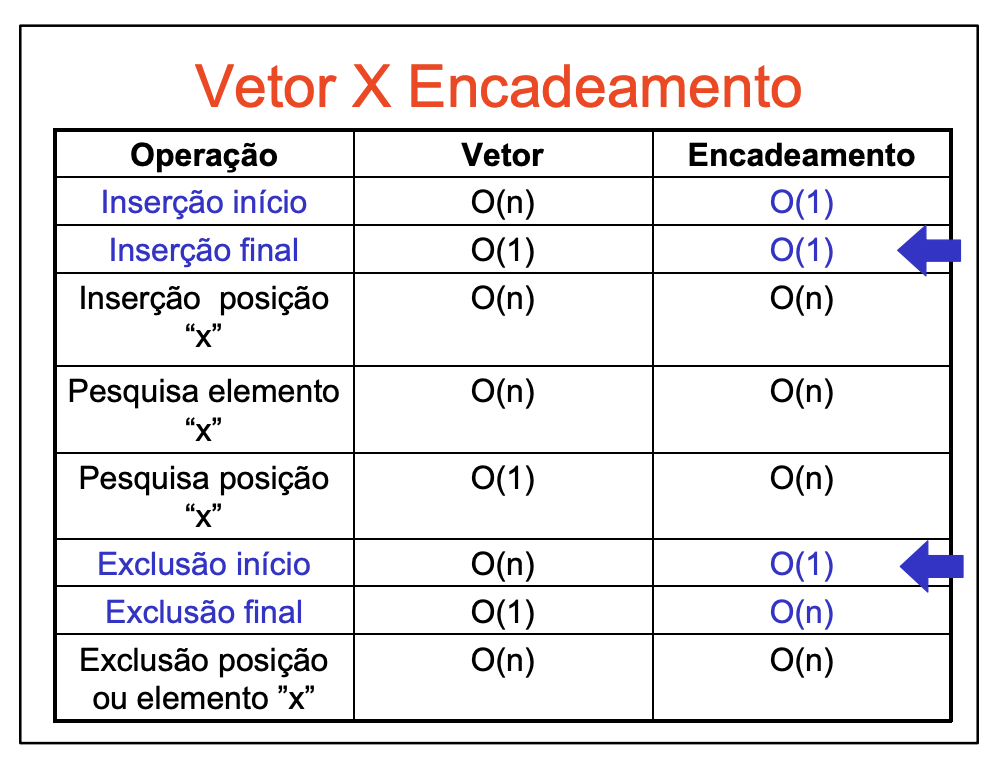 Vetor X Encadeamento
Operação Vetor Encadeamento
Inserção início O(n) O(1)
Inserção final O(1) O(1)
Inserção posição O(n) O(n)
“x”
Pesquisa elemento O(n) O(n)
“x”
Pesquisa posição O(1) O(n)
“x”
Exclusão início O(n) O(1)
Exclusão final O(1) O(n)
Exclusão posição O(n) O(n)
ou elemento ”x”